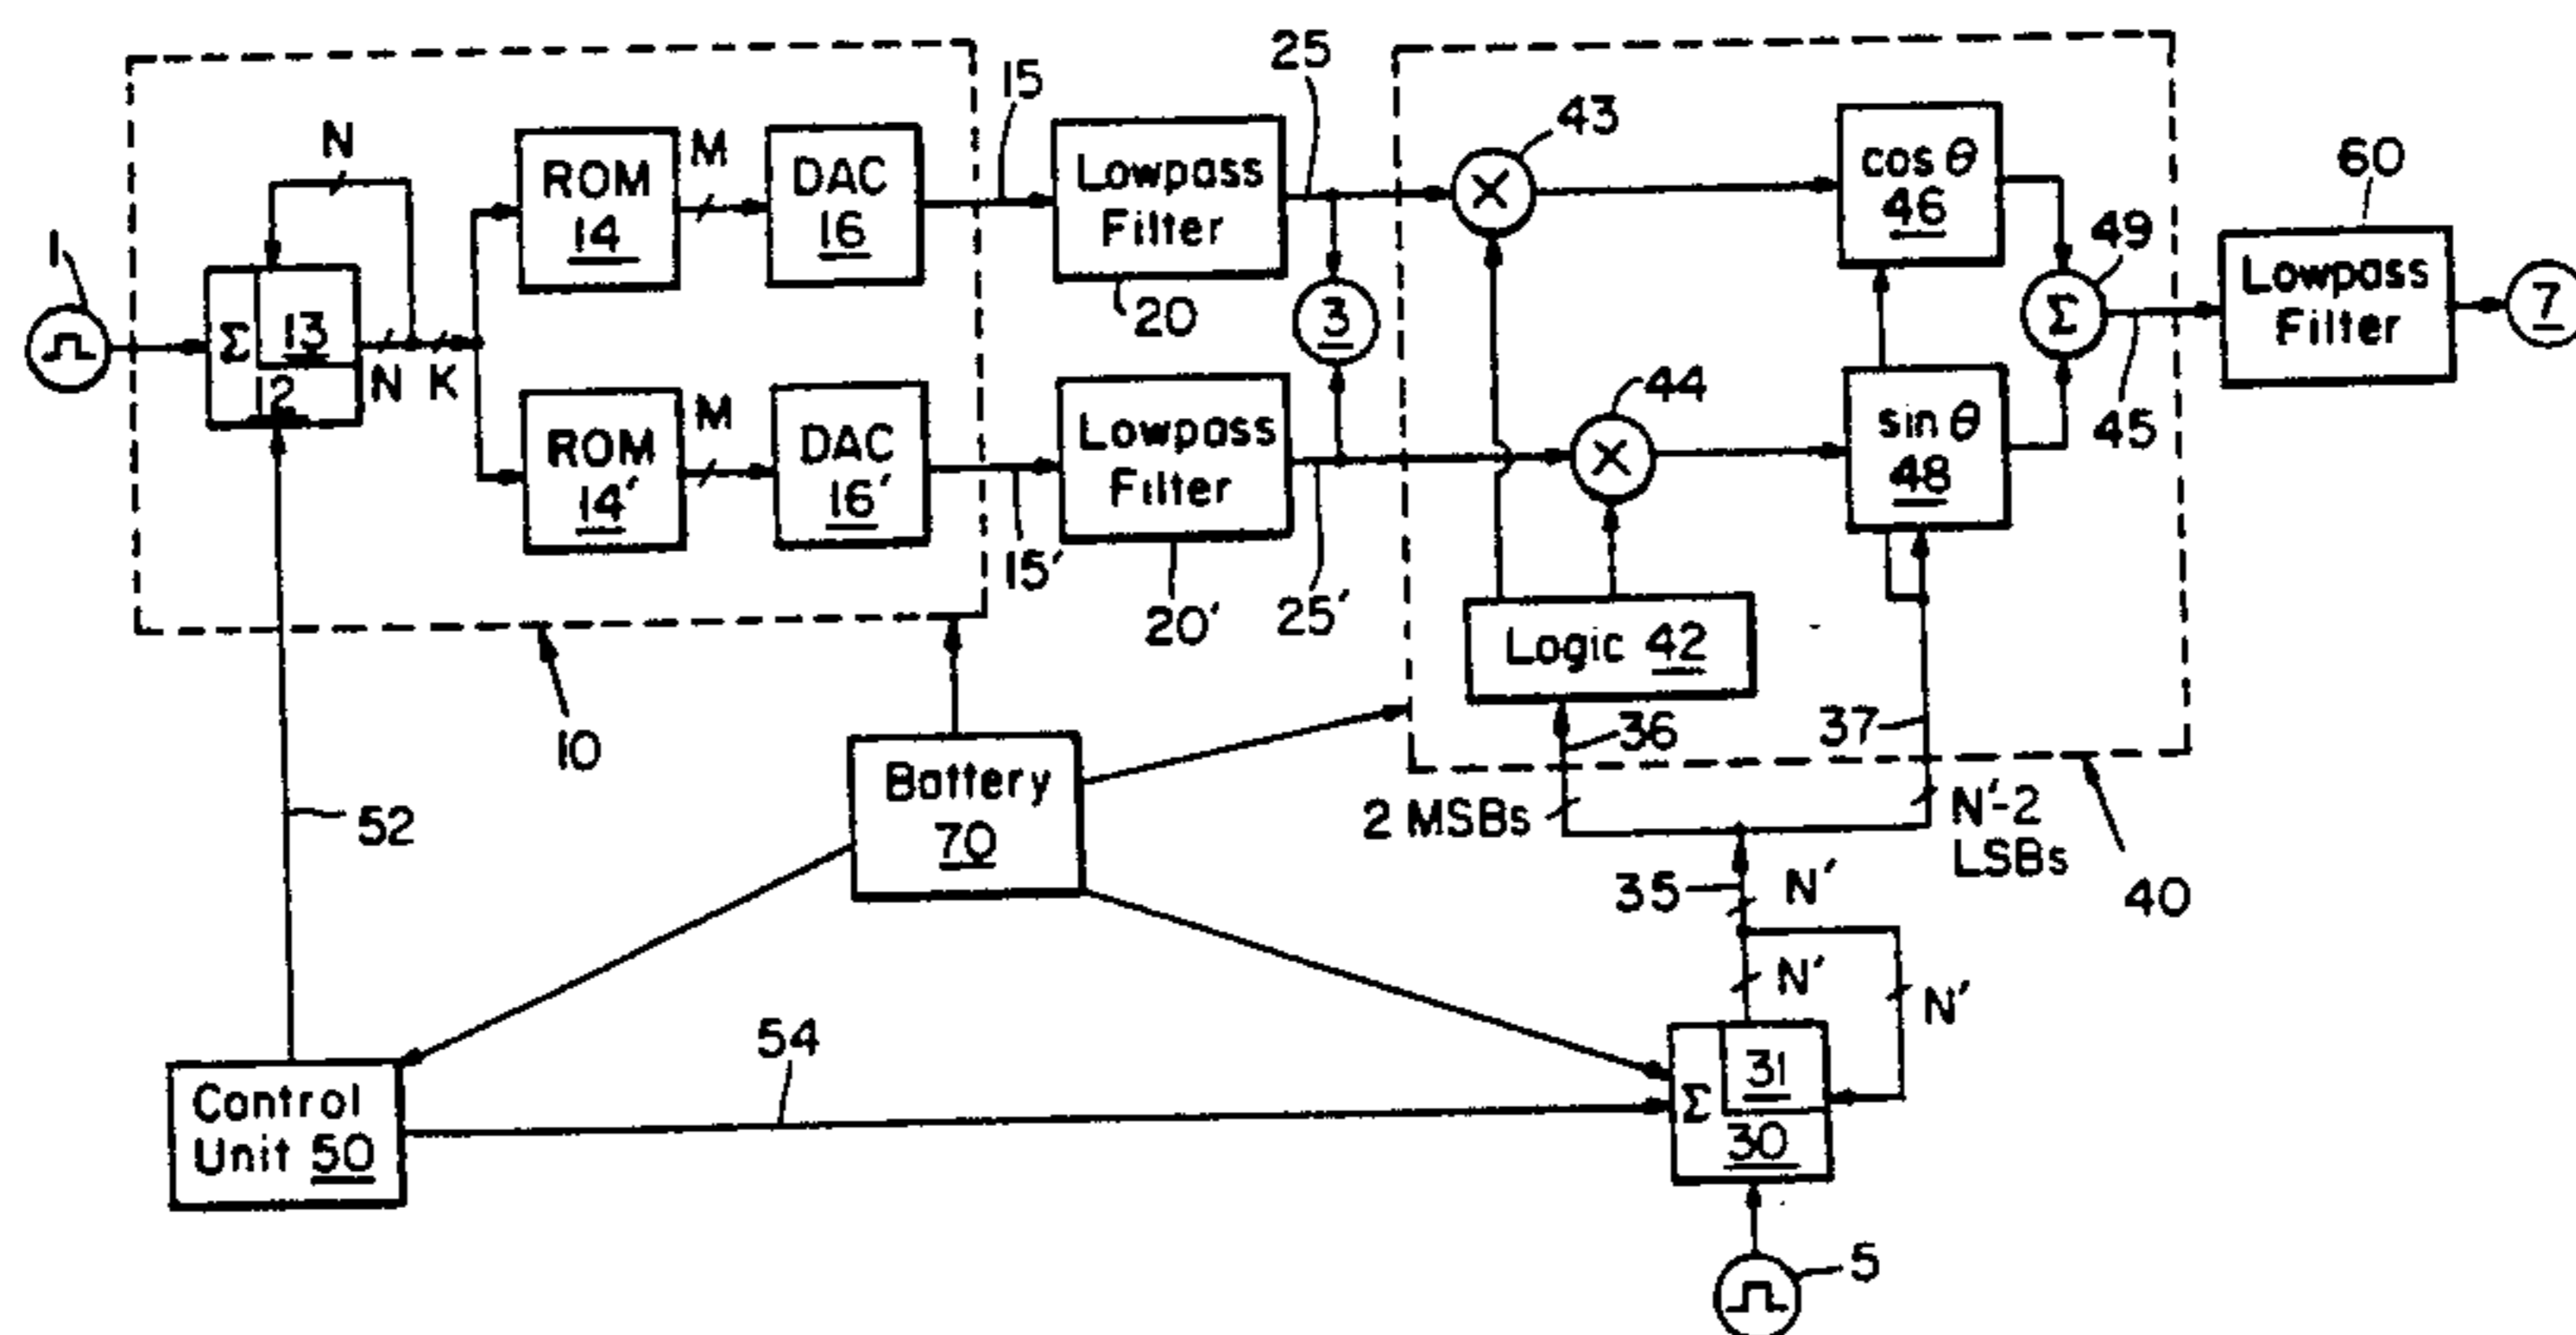 1
N
Σ
13
12
N
K
ROM
14
M
DAC
16
15
Lowpass
Filter
20
25
3
43
cos θ
46
49
Σ
45
60
Lowpass
Filter
7
ROM
14'
M
DAC
16'
15'
Lowpass
Filter
20'
25'
44
sin θ
48
Logic 42
10
36
37
2 MSBs
N'-2
LSBs
40
Battery
70
52
35
N'
N'
N'
54
Control
Unit 50
Σ
31
30
5